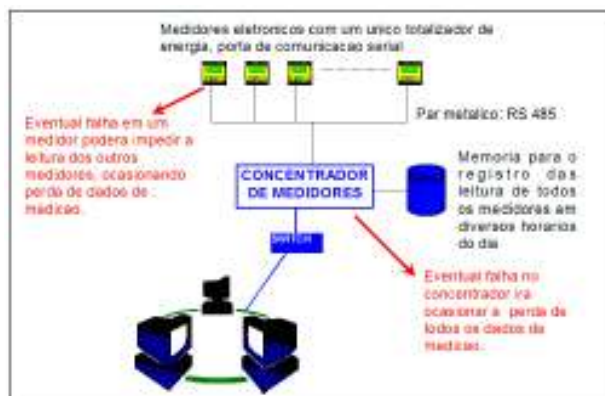 Medidores eletronicos com um unico totalizador de
energia, porta de comunicacao serial
Par metalico: RS 485
Eventual falha em um
medidor podera impedir a
leitura dos outros
medidores, ocasionando
perda de dados de
medicao.
CONCENTRADOR
DE MEDIDORES
Memoria para o
registro das
leitura de todos
os medidores em
diversos horarios
do dia
SWITCH
Eventual falha no
concentrador ira
ocasionar a perda de
todos os dados da
medicao.